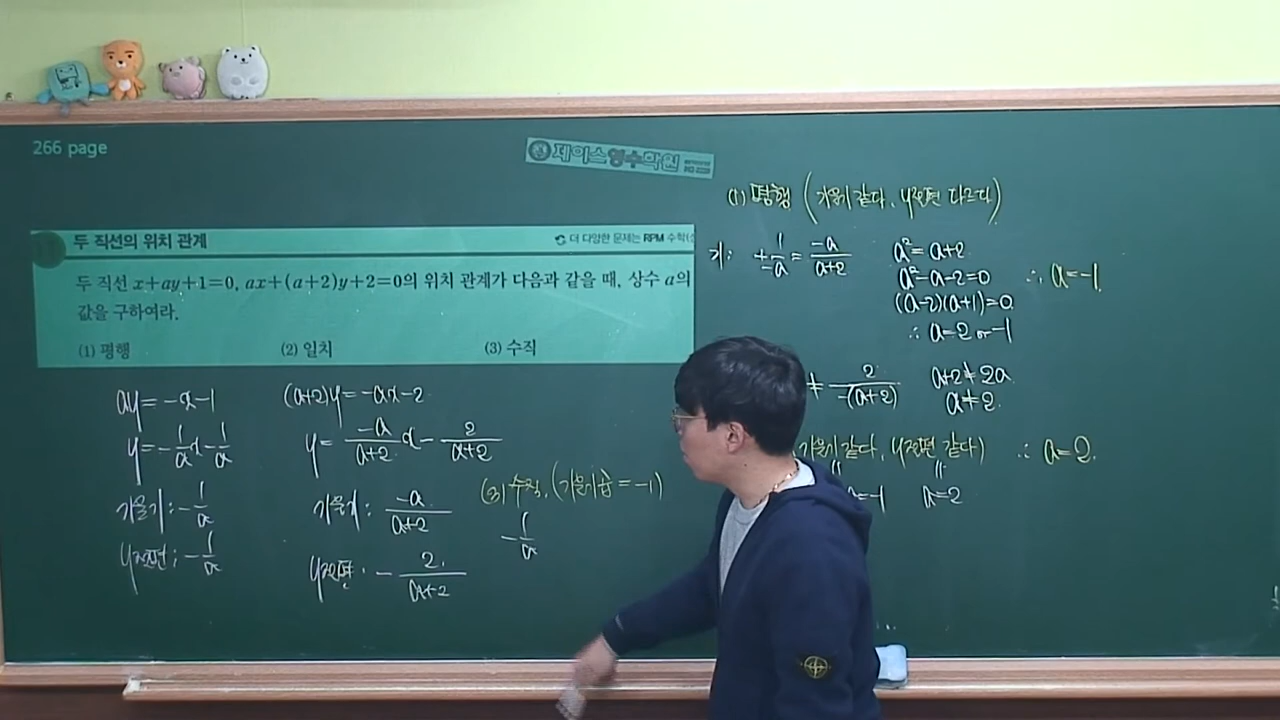 266 page
제이스영수학원
두 직선의 위치 관계
더 다양한 문제는 RPM 수학(
두 직선 x+ay+1=0, ax+(a+2)y+2=0의 위치 관계가 다음과 같을 때, 상수 a의
값을 구하여라.
(1) 평행 (2) 일치 (3) 수직
ay=-x-1
y=-1/a x-1/a
기울기: -1/a
y절편: -1/a
(a+2)y=-ax-2
y=-a/(a+2) x-2/(a+2)
기울기: -a/(a+2)
y절편: -2/(a+2)
(3) 수직. (기울기 곱 = -1)
-1/a
(1) 평행 (기울기 같다, y절편 다르다)
기: +1/-a = -a/(a+2)
a²=a+2
a²-a-2=0
(a-2)(a+1)=0
∴ a=2 or -1
∴ a=-1
≠ 2/-(a+2)
a+2≠2a
a≠2
기울기 같다, y절편 같다) ∴ a=2
=-1 a=2